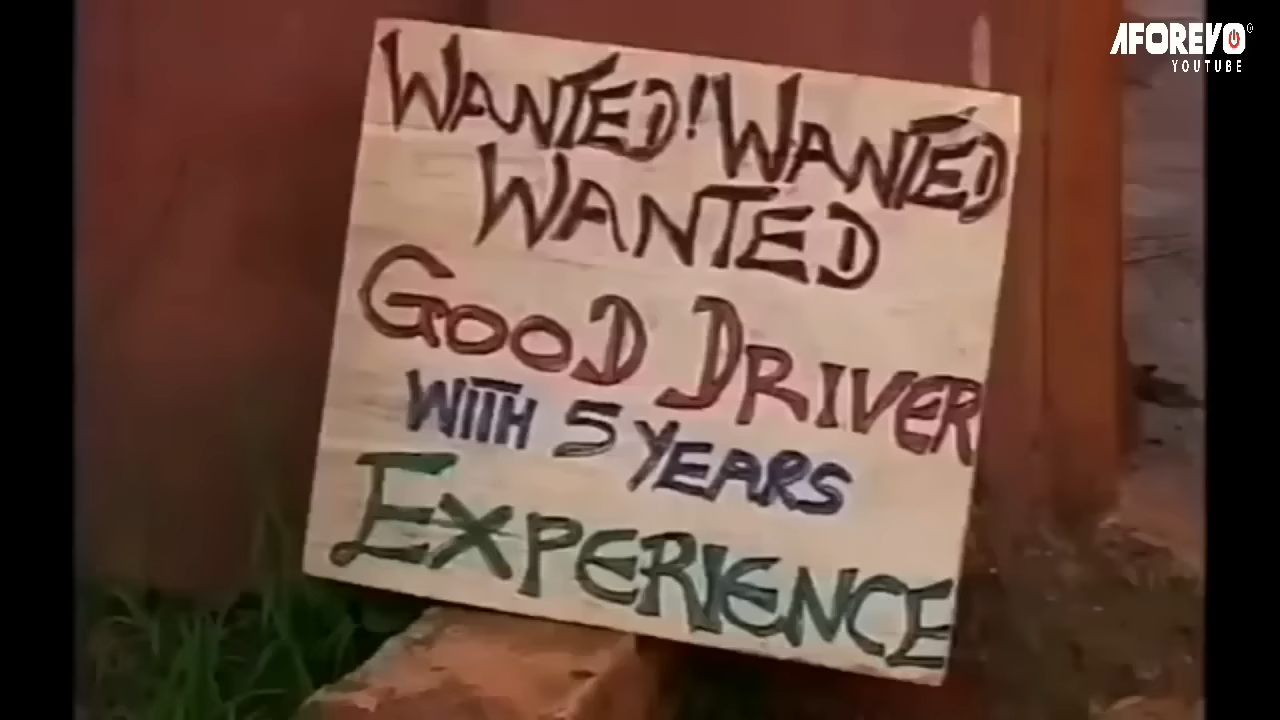 AFOREVO
YOUTUBE
WANTED! WANTED
WANTED
GOOD DRIVER
WITH 5 YEARS
EXPERIENCE